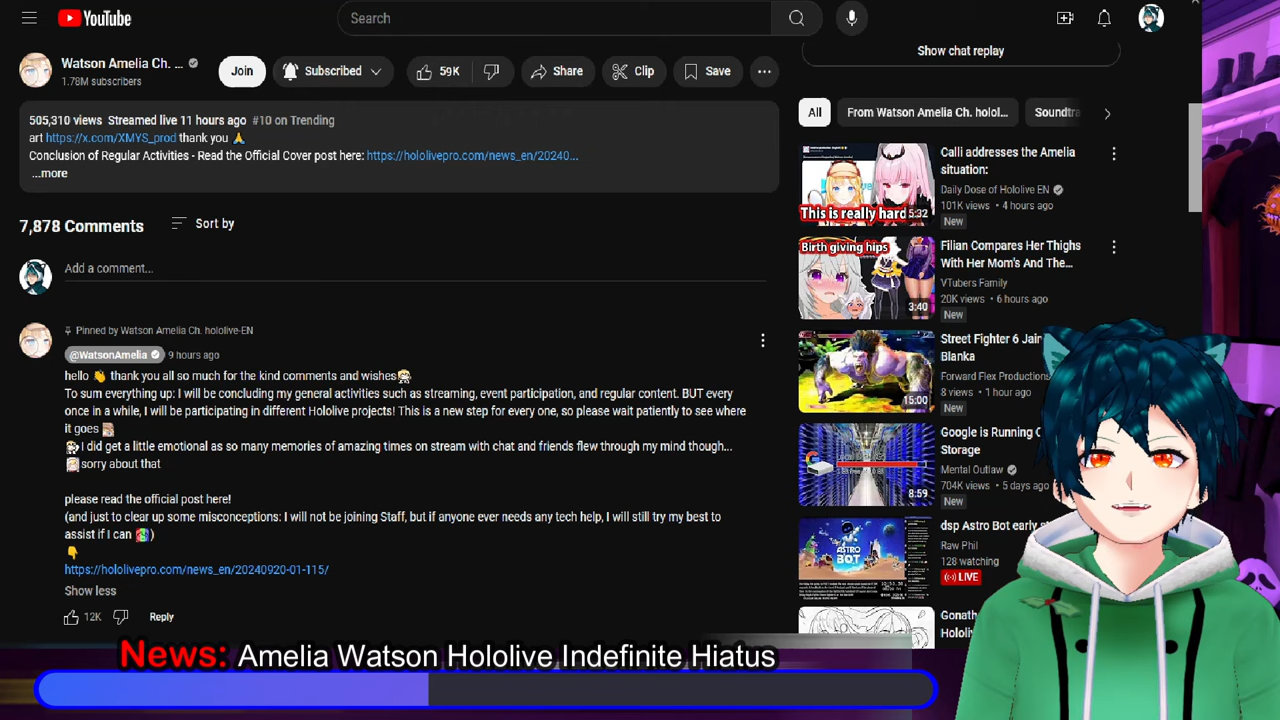 YouTube
Search
Show chat replay
Watson Amelia Ch. ...
1.78M subscribers
Join
Subscribed
59K
Share
Clip
Save
505,310 views Streamed live 11 hours ago #10 on Trending
art https://x.com/XMYS_prod thank you 🙏
Conclusion of Regular Activities - Read the Official Cover post here: https://hololivepro.com/news_en/20240...
...more
7,878 Comments
Sort by
Add a comment...
Pinned by Watson Amelia Ch. hololive-EN
@WatsonAmelia
9 hours ago
hello 👋 thank you all so much for the kind comments and wishes
To sum everything up: I will be concluding my general activities such as streaming, event participation, and regular content. BUT every
once in a while, I will be participating in different Hololive projects! This is a new step for every one, so please wait patiently to see where
it goes
I did get a little emotional as so many memories of amazing times on stream with chat and friends flew through my mind though...
sorry about that
please read the official post here!
(and just to clear up some misconceptions: I will not be joining Staff, but if anyone ever needs any tech help, I will still try my best to
assist if I can)
👇
https://hololivepro.com/news_en/20240920-01-115/
Show less
12K
Reply
All
From Watson Amelia Ch. holol...
Soundtra
This is really hard
5:32
Calli addresses the Amelia
situation:
Daily Dose of Hololive EN
101K views • 4 hours ago
New
Birth giving hips
3:40
Filian Compares Her Thighs
With Her Mom's And The...
VTubers Family
20K views • 6 hours ago
New
15:00
Street Fighter 6 Jain
Blanka
Forward Flex Productions
8 views • 1 hour ago
New
8:59
Google is Running O
Storage
Mental Outlaw
704K views • 5 days ago
New
ASTRO
BOT
dsp Astro Bot early s
Raw Phil
128 watching
LIVE
Gonath
Hololiv
News: Amelia Watson Hololive Indefinite Hiatus